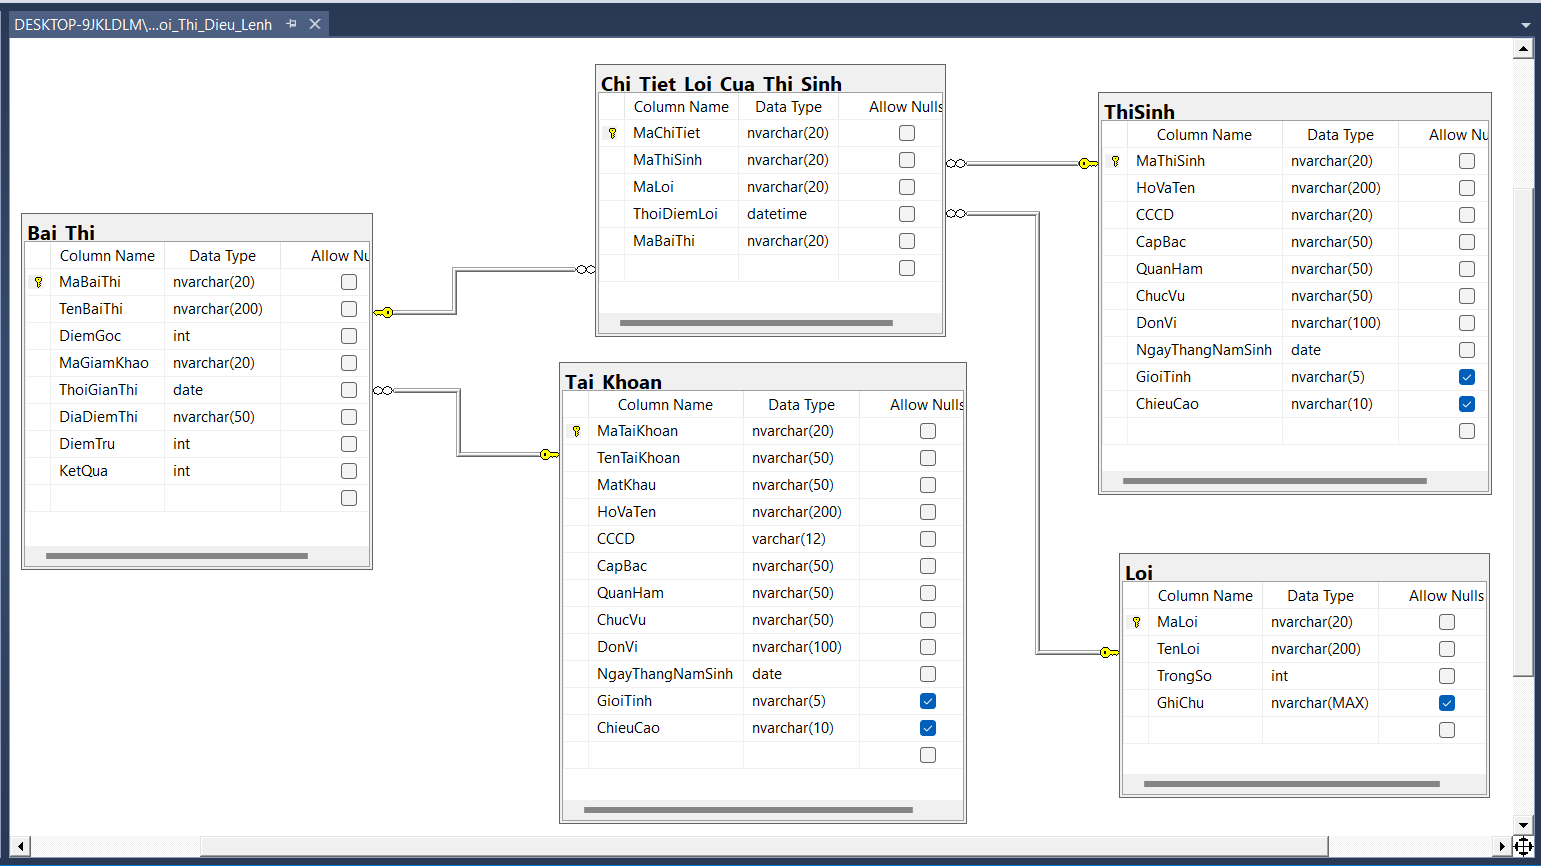 DESKTOP-9JKLDLM\...oi_Thi_Dieu_Lenh
Bai_Thi
Column Name Data Type Allow Nu
MaBaiThi nvarchar(20)
TenBaiThi nvarchar(200)
DiemGoc int
MaGiamKhao nvarchar(20)
ThoiGianThi date
DiaDiemThi nvarchar(50)
DiemTru int
KetQua int
Chi_Tiet_Loi_Cua_Thi_Sinh
Column Name Data Type Allow Nulls
MaChiTiet nvarchar(20)
MaThiSinh nvarchar(20)
MaLoi nvarchar(20)
ThoiDiemLoi datetime
MaBaiThi nvarchar(20)
Tai_Khoan
Column Name Data Type Allow Nulls
MaTaiKhoan nvarchar(20)
TenTaiKhoan nvarchar(50)
MatKhau nvarchar(50)
HoVaTen nvarchar(200)
CCCD varchar(12)
CapBac nvarchar(50)
QuanHam nvarchar(50)
ChucVu nvarchar(50)
DonVi nvarchar(100)
NgayThangNamSinh date
GioiTinh nvarchar(5)
ChieuCao nvarchar(10)
ThiSinh
Column Name Data Type Allow Nu
MaThiSinh nvarchar(20)
HoVaTen nvarchar(200)
CCCD nvarchar(20)
CapBac nvarchar(50)
QuanHam nvarchar(50)
ChucVu nvarchar(50)
DonVi nvarchar(100)
NgayThangNamSinh date
GioiTinh nvarchar(5)
ChieuCao nvarchar(10)
Loi
Column Name Data Type Allow Nulls
MaLoi nvarchar(20)
TenLoi nvarchar(200)
TrongSo int
GhiChu nvarchar(MAX)